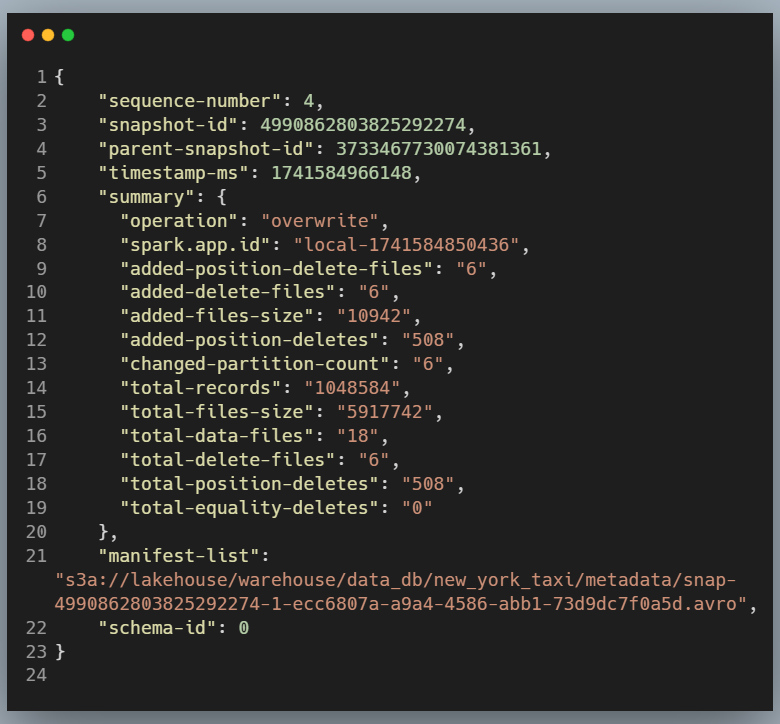 1 {
2     "sequence-number": 4,
3     "snapshot-id": 4990862803825292274,
4     "parent-snapshot-id": 3733467730074381361,
5     "timestamp-ms": 1741584966148,
6     "summary": {
7       "operation": "overwrite",
8       "spark.app.id": "local-1741584850436",
9       "added-position-delete-files": "6",
10       "added-delete-files": "6",
11       "added-files-size": "10942",
12       "added-position-deletes": "508",
13       "changed-partition-count": "6",
14       "total-records": "1048584",
15       "total-files-size": "5917742",
16       "total-data-files": "18",
17       "total-delete-files": "6",
18       "total-position-deletes": "508",
19       "total-equality-deletes": "0"
20     },
21     "manifest-list":
"s3a://lakehouse/warehouse/data_db/new_york_taxi/metadata/snap-
4990862803825292274-1-ecc6807a-a9a4-4586-abb1-73d9dc7f0a5d.avro",
22     "schema-id": 0
23 }
24